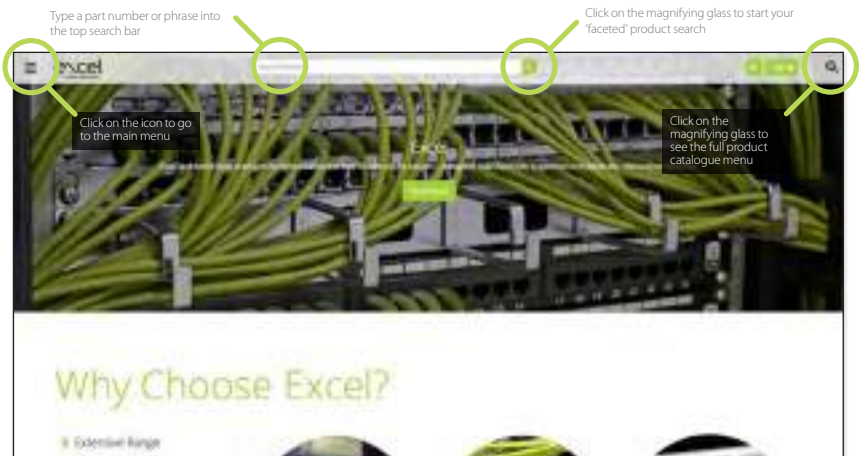 Type a part number or phrase into
the top search bar
Click on the magnifying glass to start your
'faceted' product search
excel
Click on the icon to go
to the main menu
Click on the
magnifying glass to
see the full product
catalogue menu
Excel
Why Choose Excel?
Extensive Range